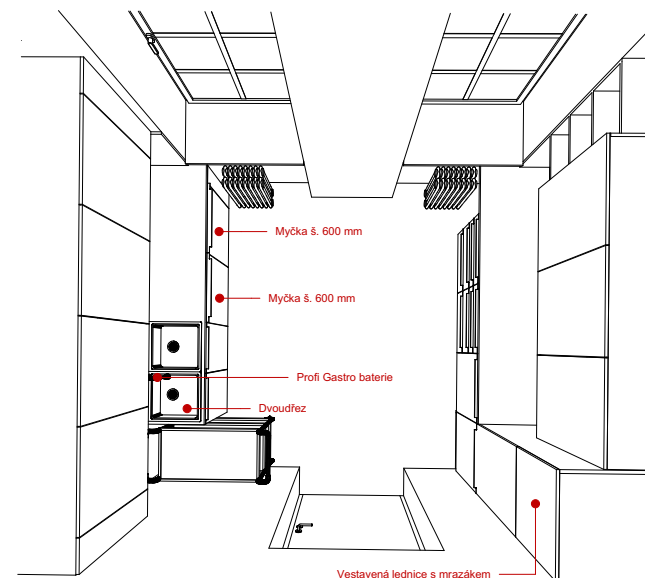 Myčka š. 600 mm
Myčka š. 600 mm
Profi Gastro baterie
Dvoudřez
Vestavená lednice s mrazákem